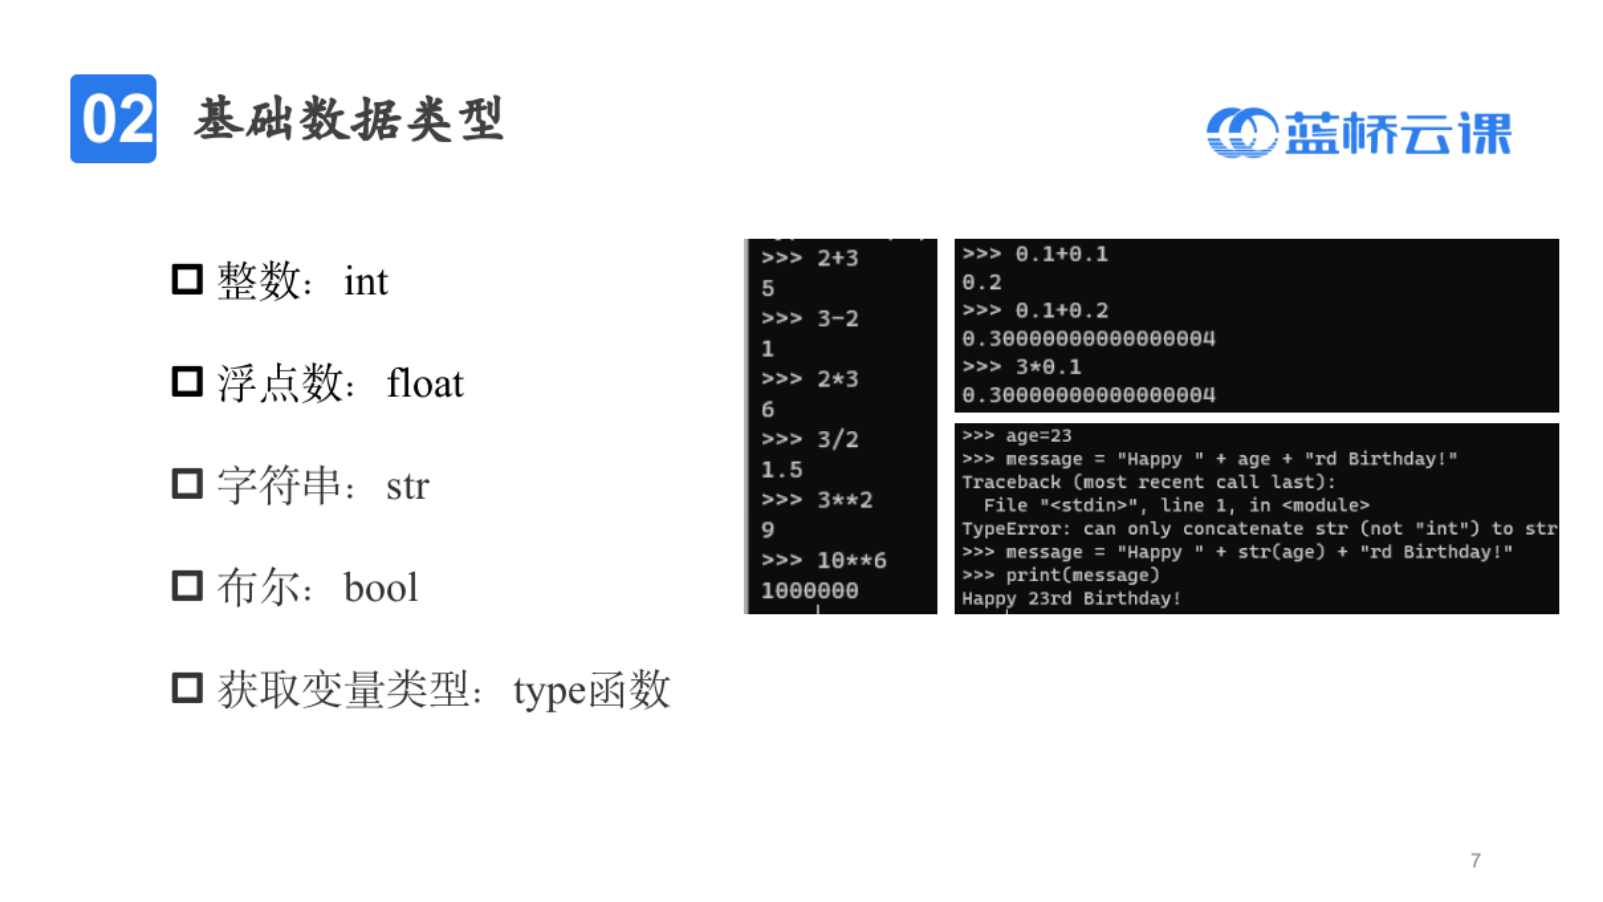 02 基础数据类型
蓝桥云课
整数：int
浮点数：float
字符串：str
布尔：bool
获取变量类型：type函数
>>> 2+3
5
>>> 3-2
1
>>> 2*3
6
>>> 3/2
1.5
>>> 3**2
9
>>> 10**6
1000000
>>> 0.1+0.1
0.2
>>> 0.1+0.2
0.30000000000000004
>>> 3*0.1
0.30000000000000004
>>> age=23
>>> message = "Happy " + age + "rd Birthday!"
Traceback (most recent call last):
  File "<stdin>", line 1, in <module>
TypeError: can only concatenate str (not "int") to str
>>> message = "Happy " + str(age) + "rd Birthday!"
>>> print(message)
Happy 23rd Birthday!
7